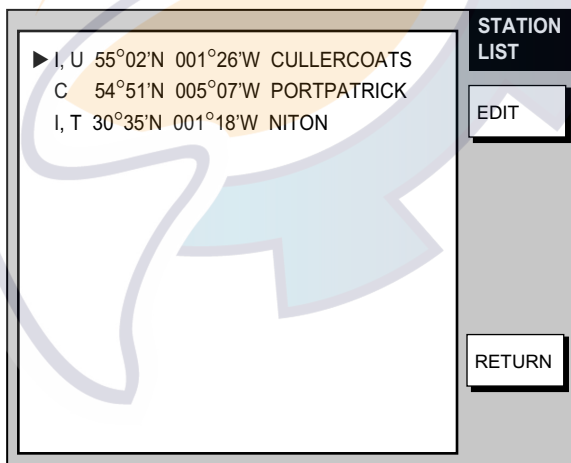 STATION
LIST
▶ I, U 55°02'N 001°26'W CULLERCOATS
C 54°51'N 005°07'W PORTPATRICK
I, T 30°35'N 001°18'W NITON
EDIT
RETURN